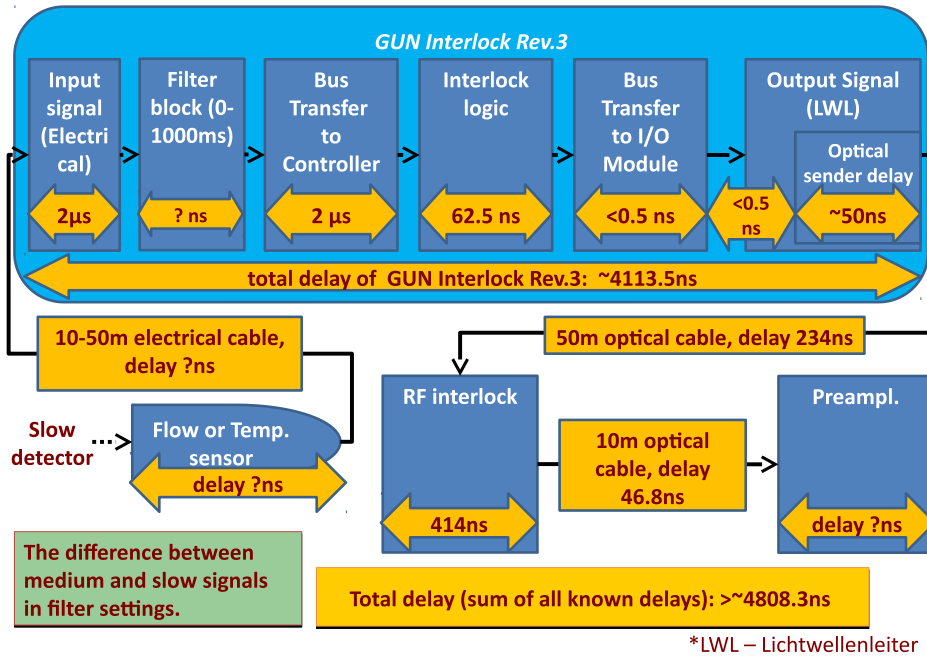 GUN Interlock Rev.3
Input
signal
(Electri
cal)
2µs
Filter
block (0-
1000ms)
? ns
Bus
Transfer
to
Controller
2 µs
Interlock
logic
62.5 ns
Bus
Transfer
to I/O
Module
<0.5 ns
Output Signal
(LWL)
<0.5
ns
Optical
sender delay
~50ns
total delay of GUN Interlock Rev.3: ~4113.5ns
10-50m electrical cable,
delay ?ns
50m optical cable, delay 234ns
Slow
detector
Flow or Temp.
sensor
delay ?ns
RF interlock
414ns
10m optical
cable, delay
46.8ns
Preampl.
delay ?ns
The difference between
medium and slow signals
in filter settings.
Total delay (sum of all known delays): >~4808.3ns
*LWL – Lichtwellenleiter